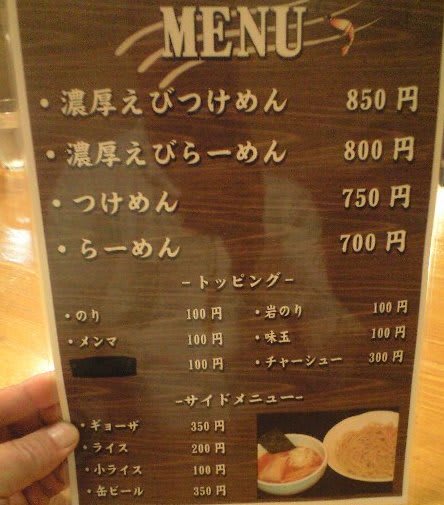 MENU
・濃厚えびつけめん 850円
・濃厚えびらーめん 800円
・つけめん 750円
・らーめん 700円
－トッピング－
・のり 100円 ・岩のり 100円
・メンマ 100円 ・味玉 100円
100円 ・チャーシュー 300円
－サイドメニュー－
・ギョーザ 350円
・ライス 200円
・小ライス 100円
・缶ビール 350円